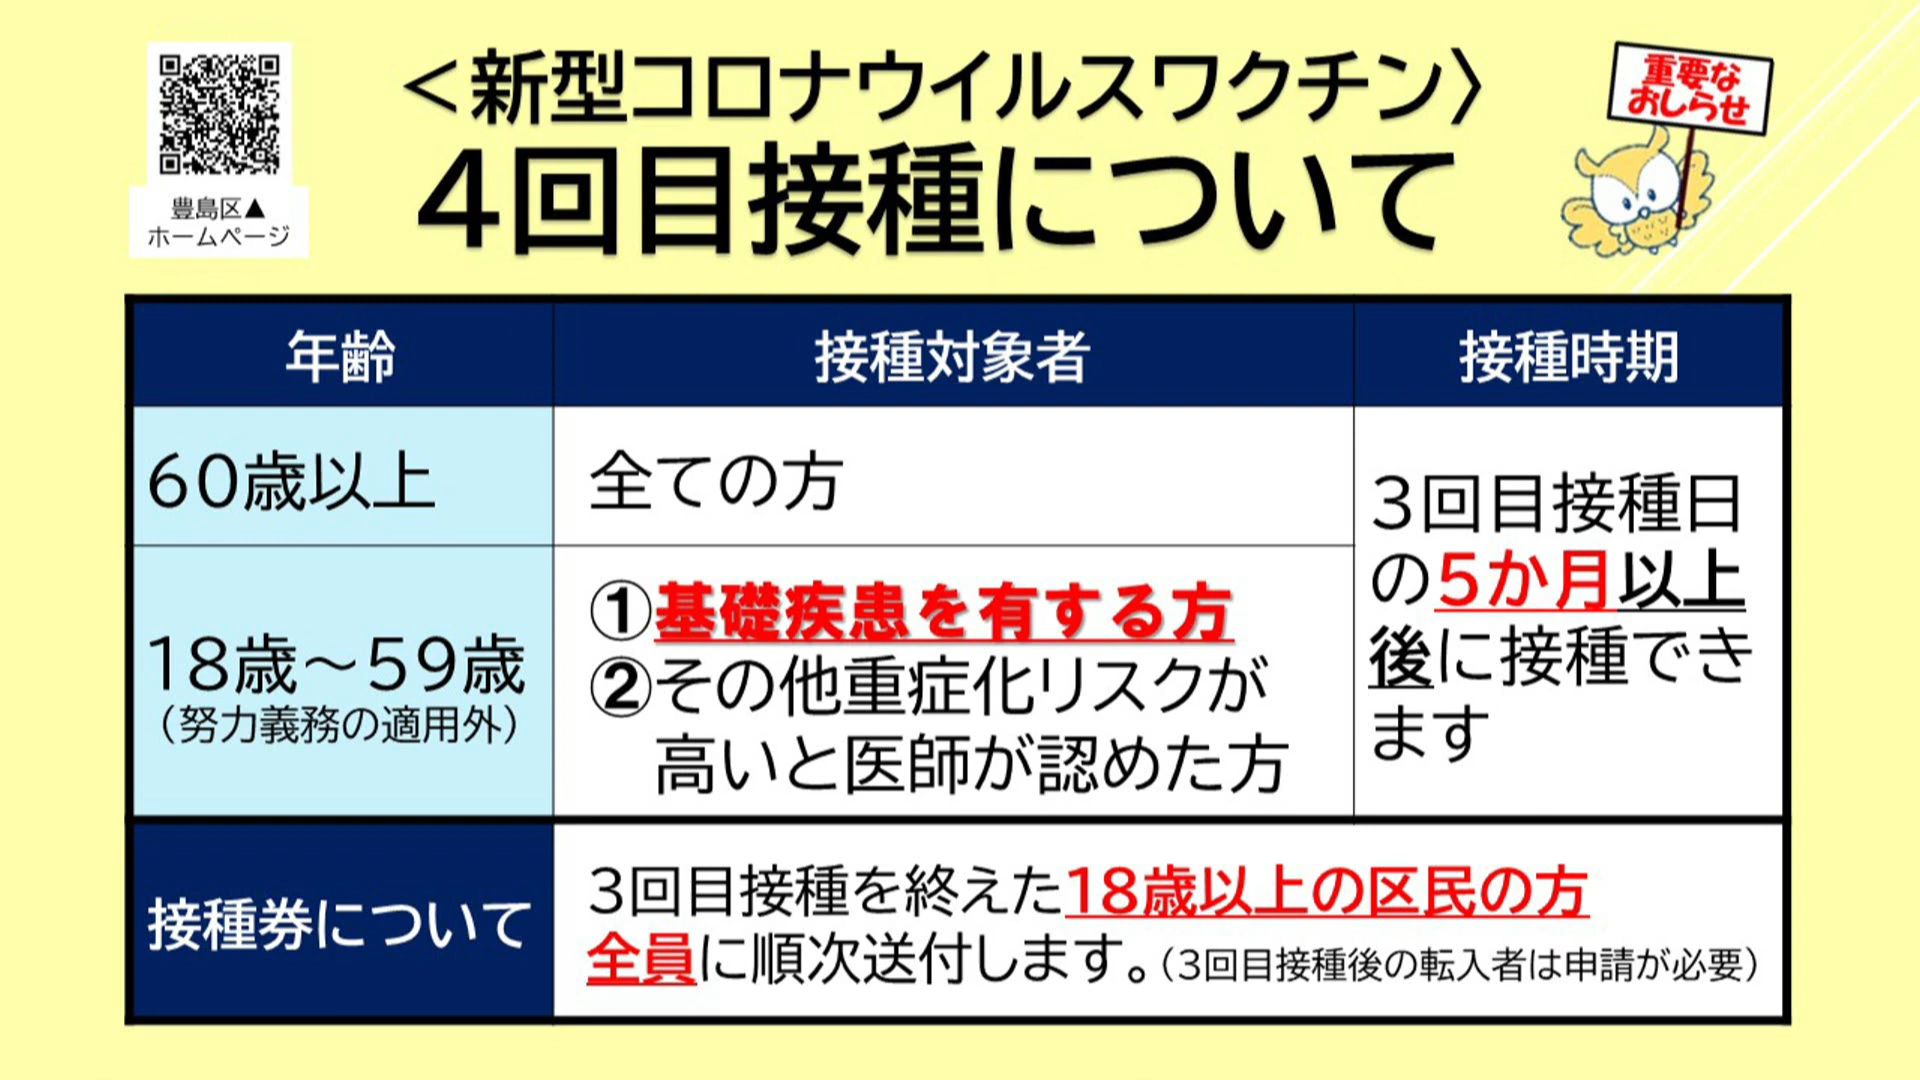 豊島区▲
ホームページ
＜新型コロナウイルスワクチン〉
4回目接種について
重要な
おしらせ
年齢
接種対象者
接種時期
60歳以上
全ての方
3回目接種日
の5か月以上
後に接種でき
ます
18歳～59歳
（努力義務の適用外）
①基礎疾患を有する方
②その他重症化リスクが
高いと医師が認めた方
接種券について
3回目接種を終えた18歳以上の区民の方
全員に順次送付します。（3回目接種後の転入者は申請が必要）